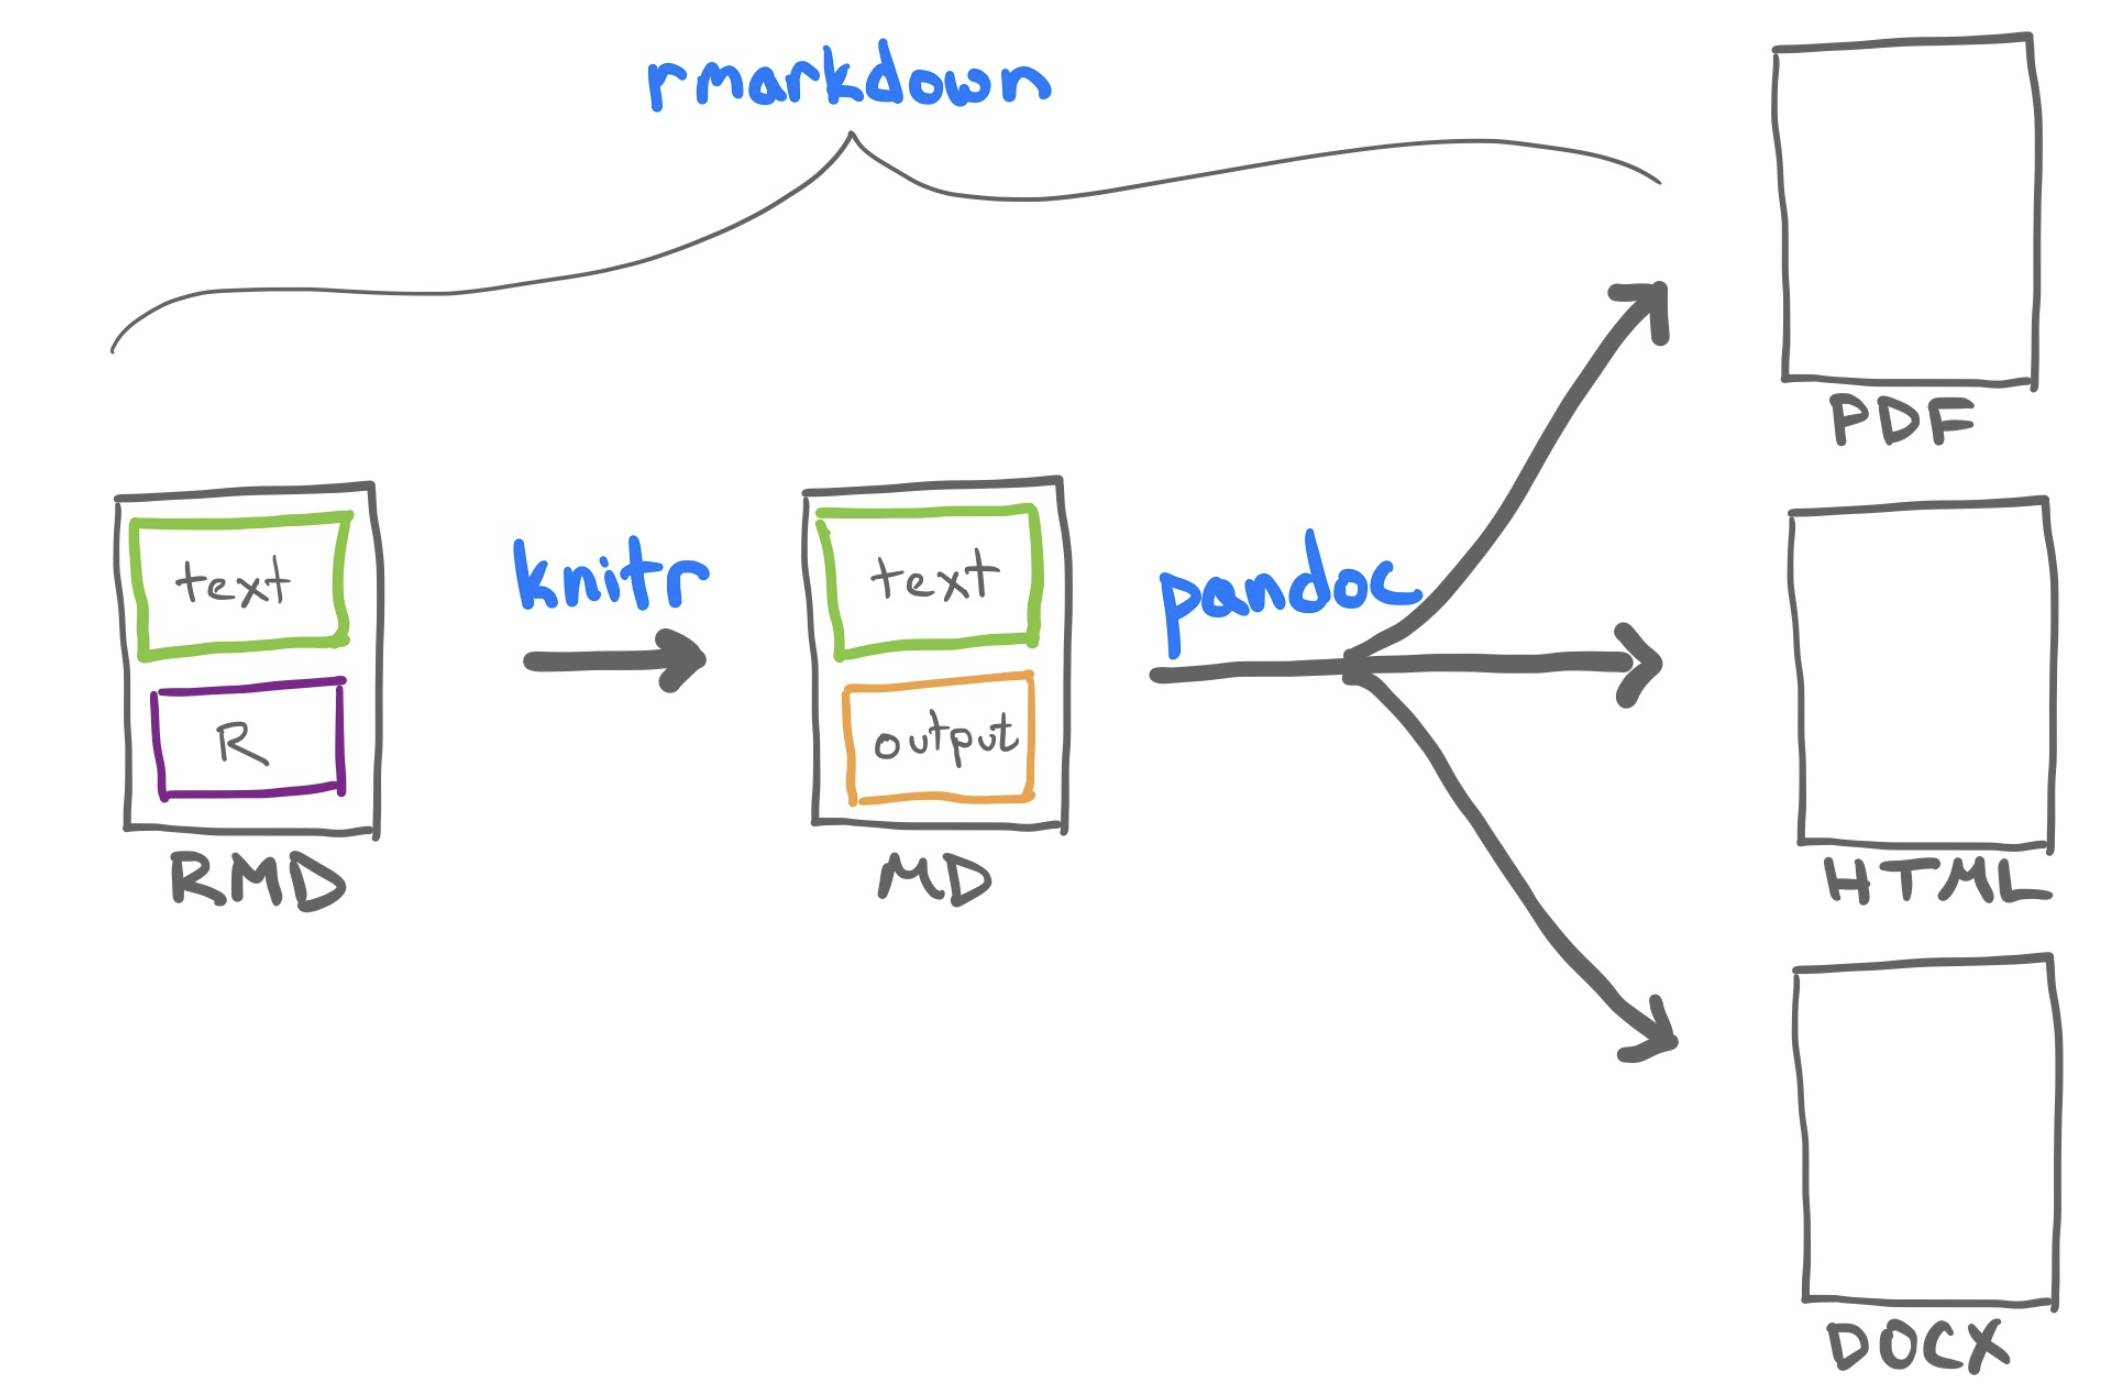 rmarkdown
text
R
RMD
knitr
text
output
MD
pandoc
PDF
HTML
DOCX